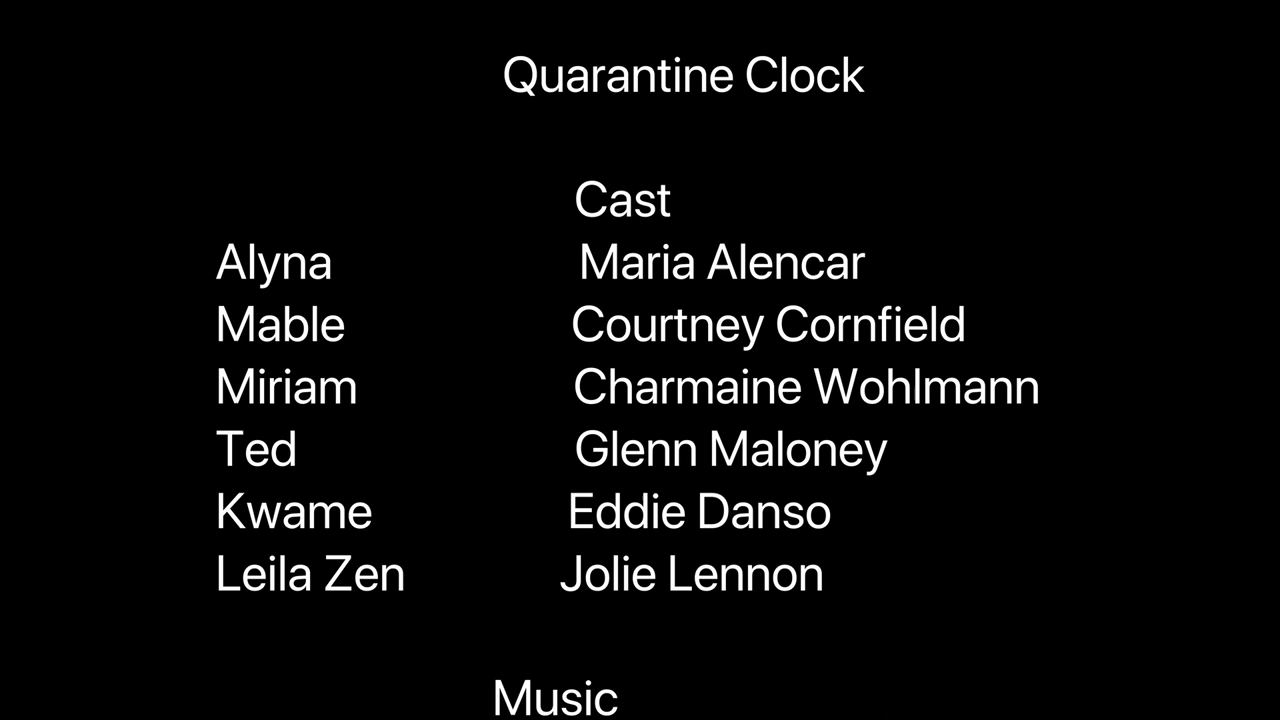 Quarantine Clock
Cast
Alyna Maria Alencar
Mable Courtney Cornfield
Miriam Charmaine Wohlmann
Ted Glenn Maloney
Kwame Eddie Danso
Leila Zen Jolie Lennon
Music